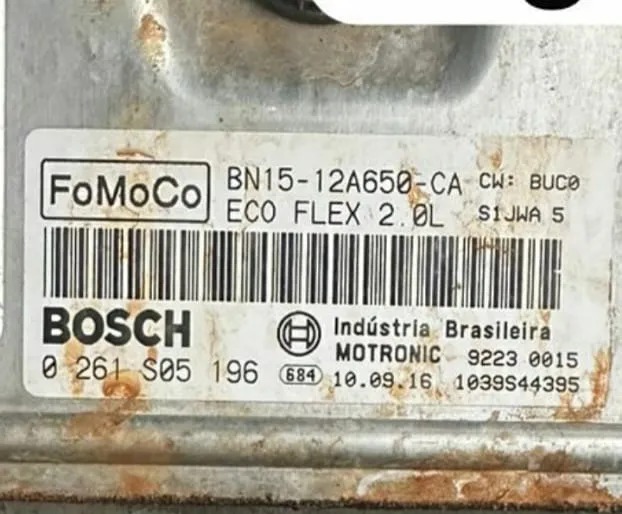 FoMoCo BN15-12A650-CA CW: BUC0
ECO FLEX 2.0L S1JWA 5
BOSCH Indústria Brasileira
MOTRONIC 9223 0015
0 261 S05 196 684 10.09.16 1039S44395